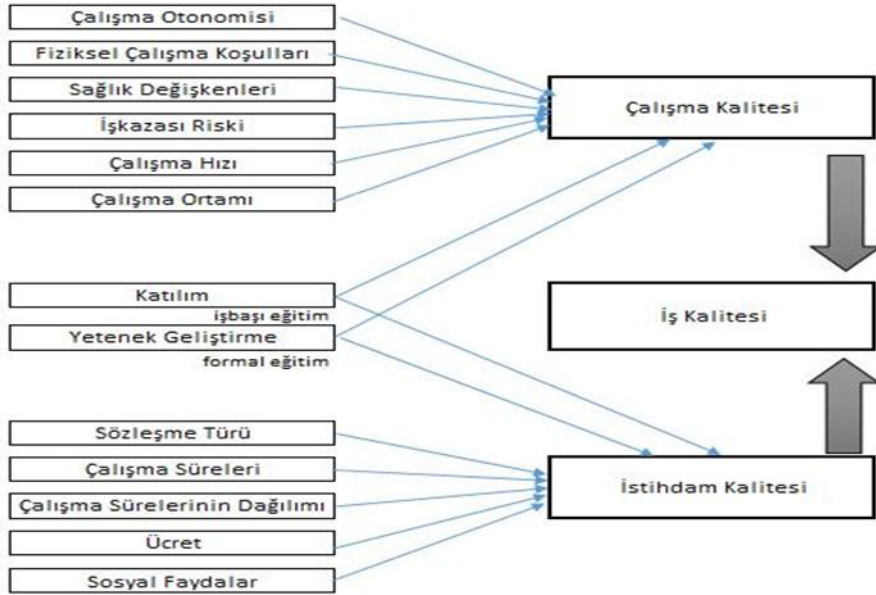 Çalışma Otonomisi
Fiziksel Çalışma Koşulları
Sağlık Değişkenleri
İşkazası Riski
Çalışma Hızı
Çalışma Ortamı
Çalışma Kalitesi
Katılım
işbaşı eğitim
Yetenek Geliştirme
formal eğitim
İş Kalitesi
Sözleşme Türü
Çalışma Süreleri
Çalışma Sürelerinin Dağılımı
Ücret
Sosyal Faydalar
İstihdam Kalitesi